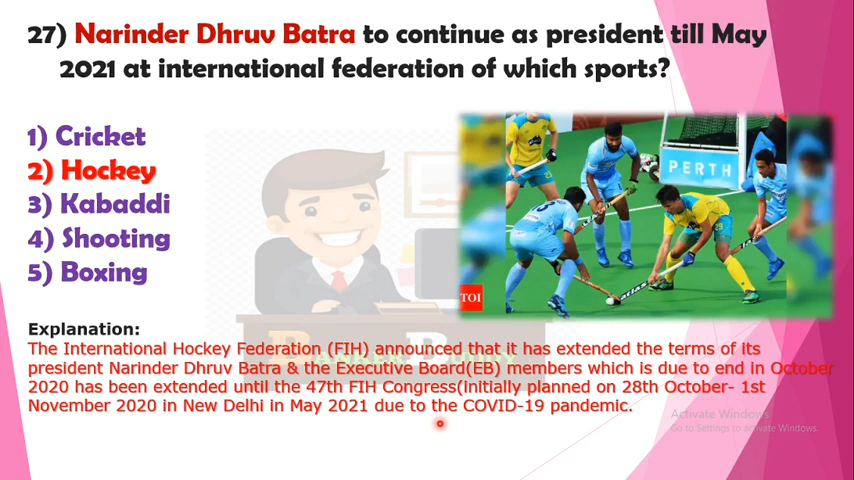 27) Narinder Dhruv Batra to continue as president till May
2021 at international federation of which sports?
1) Cricket
2) Hockey
3) Kabaddi
4) Shooting
5) Boxing
PERTH
TOI
Explanation:
The International Hockey Federation (FIH) announced that it has extended the terms of its
president Narinder Dhruv Batra & the Executive Board(EB) members which is due to end in October
2020 has been extended until the 47th FIH Congress(initially planned on 28th October- 1st
November 2020 in New Delhi in May 2021 due to the COVID-19 pandemic.
Activate Windows
Go to Settings to activate Windows.